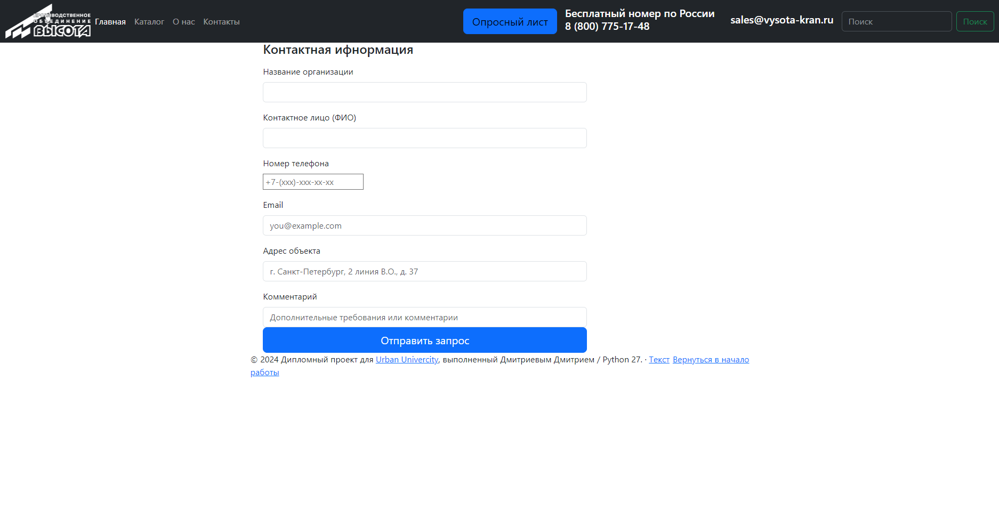 ПРОИЗВОДСТВЕННОЕ
ОБЪЕДИНЕНИЕ
ВЫСОТА
Главная Каталог О нас Контакты
Опросный лист
Бесплатный номер по России
8 (800) 775-17-48
sales@vysota-kran.ru
Поиск
Поиск
Контактная ифнормация
Название организации
Контактное лицо (ФИО)
Номер телефона
+7-(xxx)-xxx-xx-xx
Email
you@example.com
Адрес объекта
г. Санкт-Петербург, 2 линия В.О., д. 37
Комментарий
Дополнительные требования или комментарии
Отправить запрос
© 2024 Дипломный проект для Urban Univercity, выполненный Дмитриевым Дмитрием / Python 27. · Текст Вернуться в начало
работы